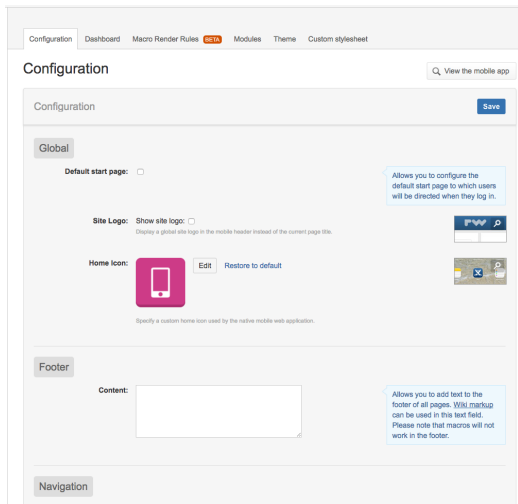 Configuration Dashboard Macro Render Rules BETA Modules Theme Custom stylesheet
Configuration
View the mobile app
Configuration
Save
Global
Default start page:
Allows you to configure the
default start page to which users
will be directed when they log in.
Site Logo: Show site logo:
Display a global site logo in the mobile header instead of the current page title.
Home Icon:
Edit Restore to default
Specify a custom home icon used by the native mobile web application.
Footer
Content:
Allows you to add text to the
footer of all pages. Wiki markup
can be used in this text field.
Please note that macros will not
work in the footer.
Navigation